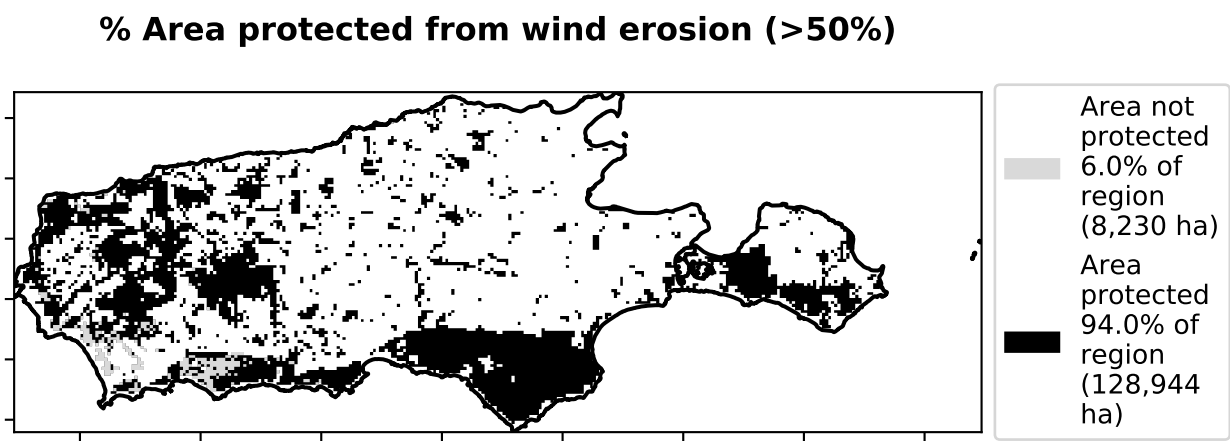 % Area protected from wind erosion (>50%)
Area not
protected
6.0% of
region
(8,230 ha)
Area
protected
94.0% of
region
(128,944
ha)